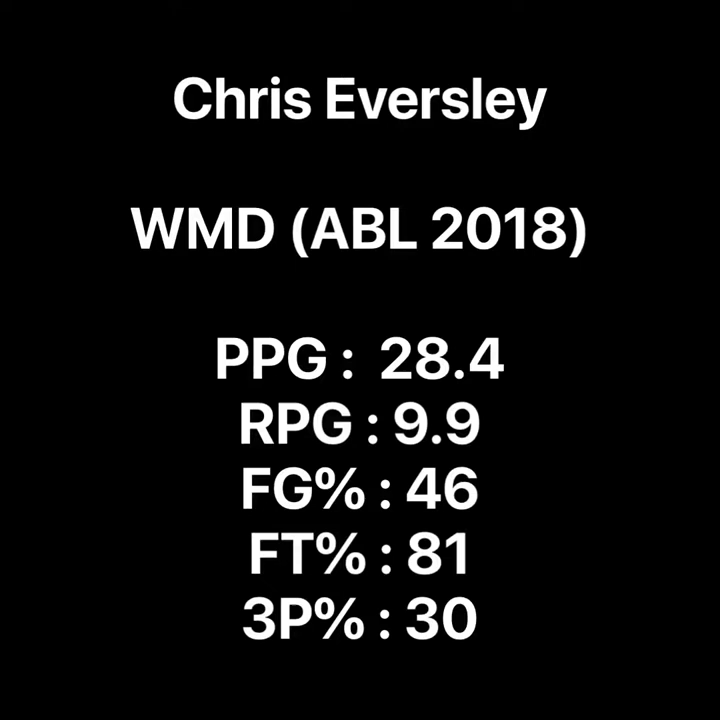 Chris Eversley
WMD (ABL 2018)
PPG :  28.4
RPG : 9.9
FG% : 46
FT% : 81
3P% : 30